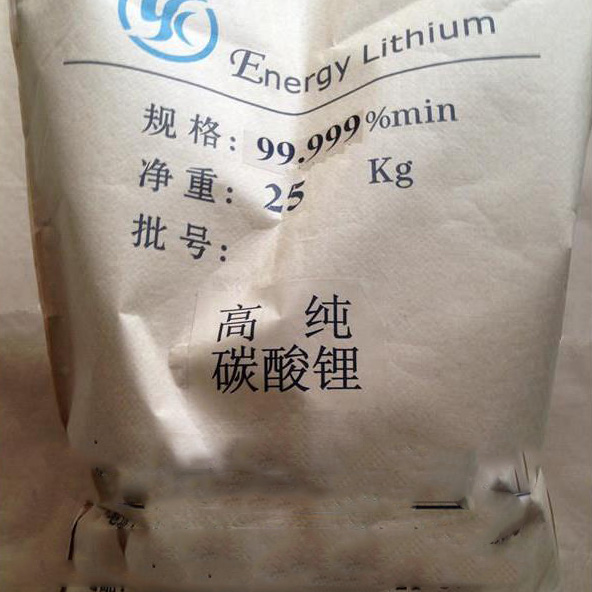 Energy Lithium
规格：99.999%min
净重：25 Kg
批号：
高 纯
碳酸锂